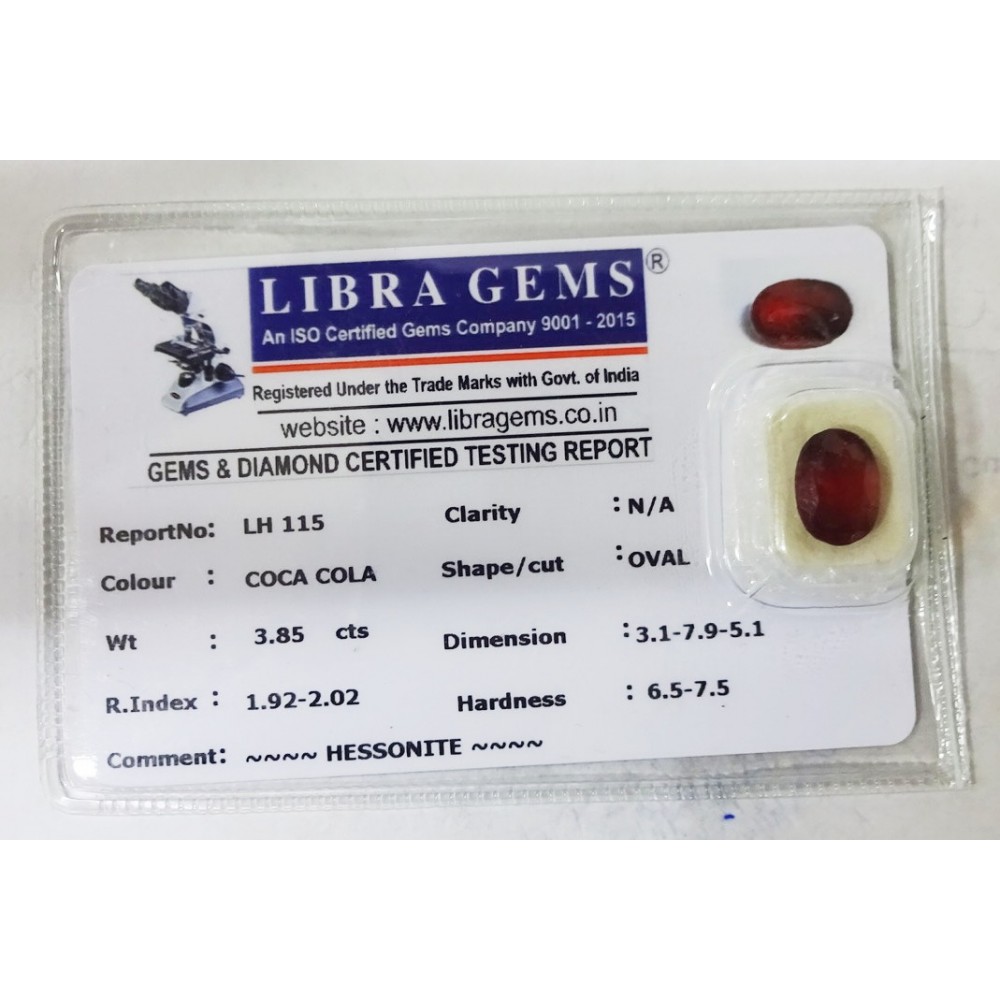 LIBRA GEMS ®
An ISO Certified Gems Company 9001 - 2015
Registered Under the Trade Marks with Govt. of India
website : www.libragems.co.in
GEMS & DIAMOND CERTIFIED TESTING REPORT
ReportNo: LH 115 Clarity : N/A
Colour : COCA COLA Shape/cut : OVAL
Wt : 3.85 cts Dimension : 3.1-7.9-5.1
R.Index : 1.92-2.02 Hardness : 6.5-7.5
Comment: ~~~~ HESSONITE ~~~~